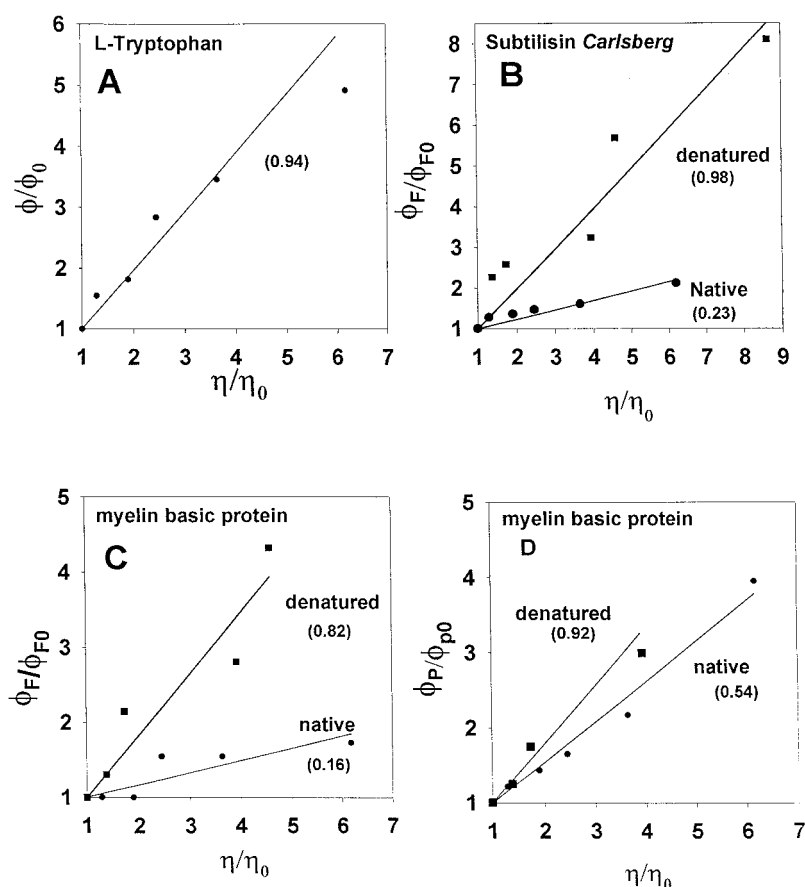 L-Tryptophan
A
ϕ/ϕ0
6
5
4
3
2
1
(0.94)
1 2 3 4 5 6 7
η/η0
Subtilisin Carlsberg
B
ϕF/ϕF0
8
7
6
5
4
3
2
1
denatured
(0.98)
Native
(0.23)
1 2 3 4 5 6 7 8 9
η/η0
myelin basic protein
C
ϕF/ϕF0
5
4
3
2
1
denatured
(0.82)
native
(0.16)
1 2 3 4 5 6 7
η/η0
myelin basic protein
D
ϕP/ϕp0
5
4
3
2
1
denatured
(0.92)
native
(0.54)
1 2 3 4 5 6 7
η/η0